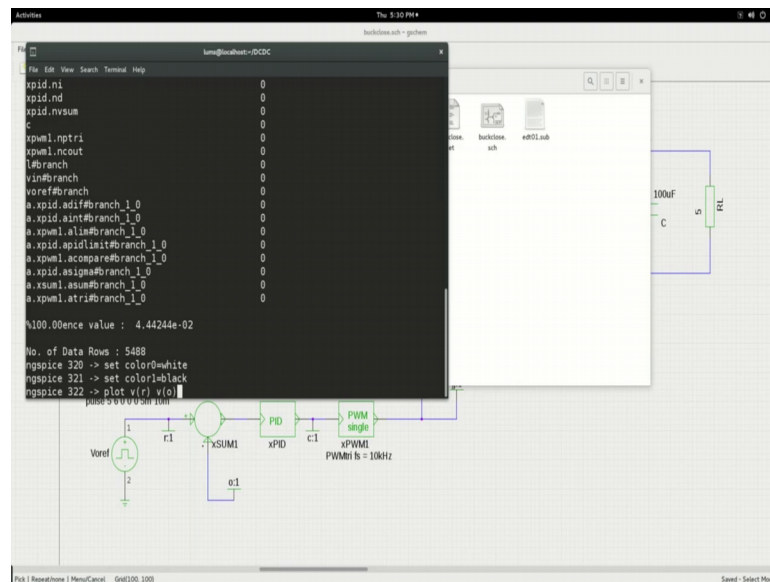 Activities
Thu 5:30 PM
buckclose.sch - gschem
lums@localhost:~/DCDC
File Edit View Search Terminal Help
xpid.ni 0
xpid.nd 0
xpid.nvsum 0
c 0
xpwm1.nptri 0
xpwm1.ncout 0
l#branch 0
vin#branch 0
voref#branch 0
a.xpid.adif#branch_1_0 0
a.xpid.aint#branch_1_0 0
a.xpwm1.alim#branch_1_0 0
a.xpid.apidlimit#branch_1_0 0
a.xpwm1.acompare#branch_1_0 0
a.xpid.asigma#branch_1_0 0
a.xsum1.asum#branch_1_0 0
a.xpwm1.atri#branch_1_0 0
%100.00ence value : 4.44244e-02
No. of Data Rows : 5488
ngspice 320 -> set color0=white
ngspice 321 -> set color1=black
ngspice 322 -> plot v(r) v(o)
buckclose.
sch
edt01.sub
100uF
C
5
RL
pulse 5 6 0 0 0 5m 10m
Voref
1
2
r:1
xSUM1
o:1
PID
xPID
c:1
PWM
single
xPWM1
PWMtri fs = 10kHz
Pick | Repeat/none | Menu/Cancel Grid(100, 100)
Saved - Select Mo